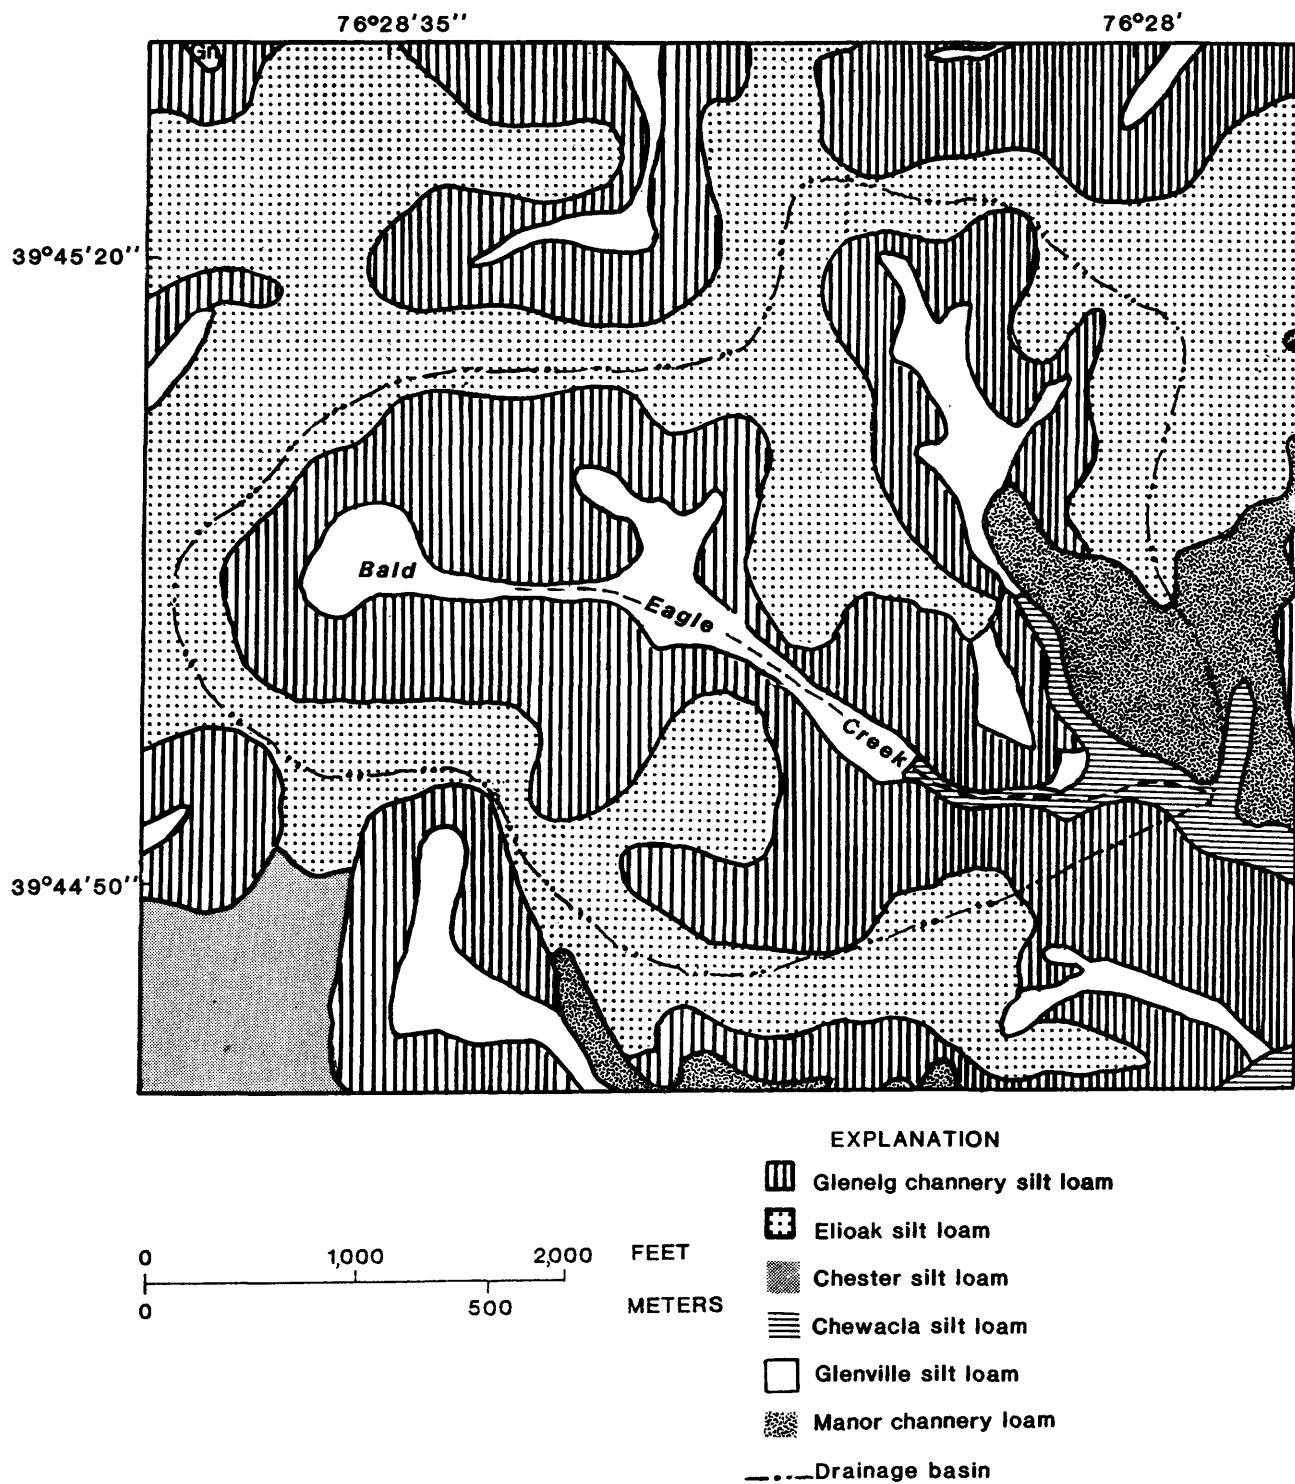 76°28'35'' 76°28'
Gn
39°45'20''
Bald
Eagle
Creek
39°44'50''
EXPLANATION
Glenelg channery silt loam
Elioak silt loam
Chester silt loam
Chewacla silt loam
Glenville silt loam
Manor channery loam
Drainage basin
0 1,000 2,000 FEET
0 500 METERS